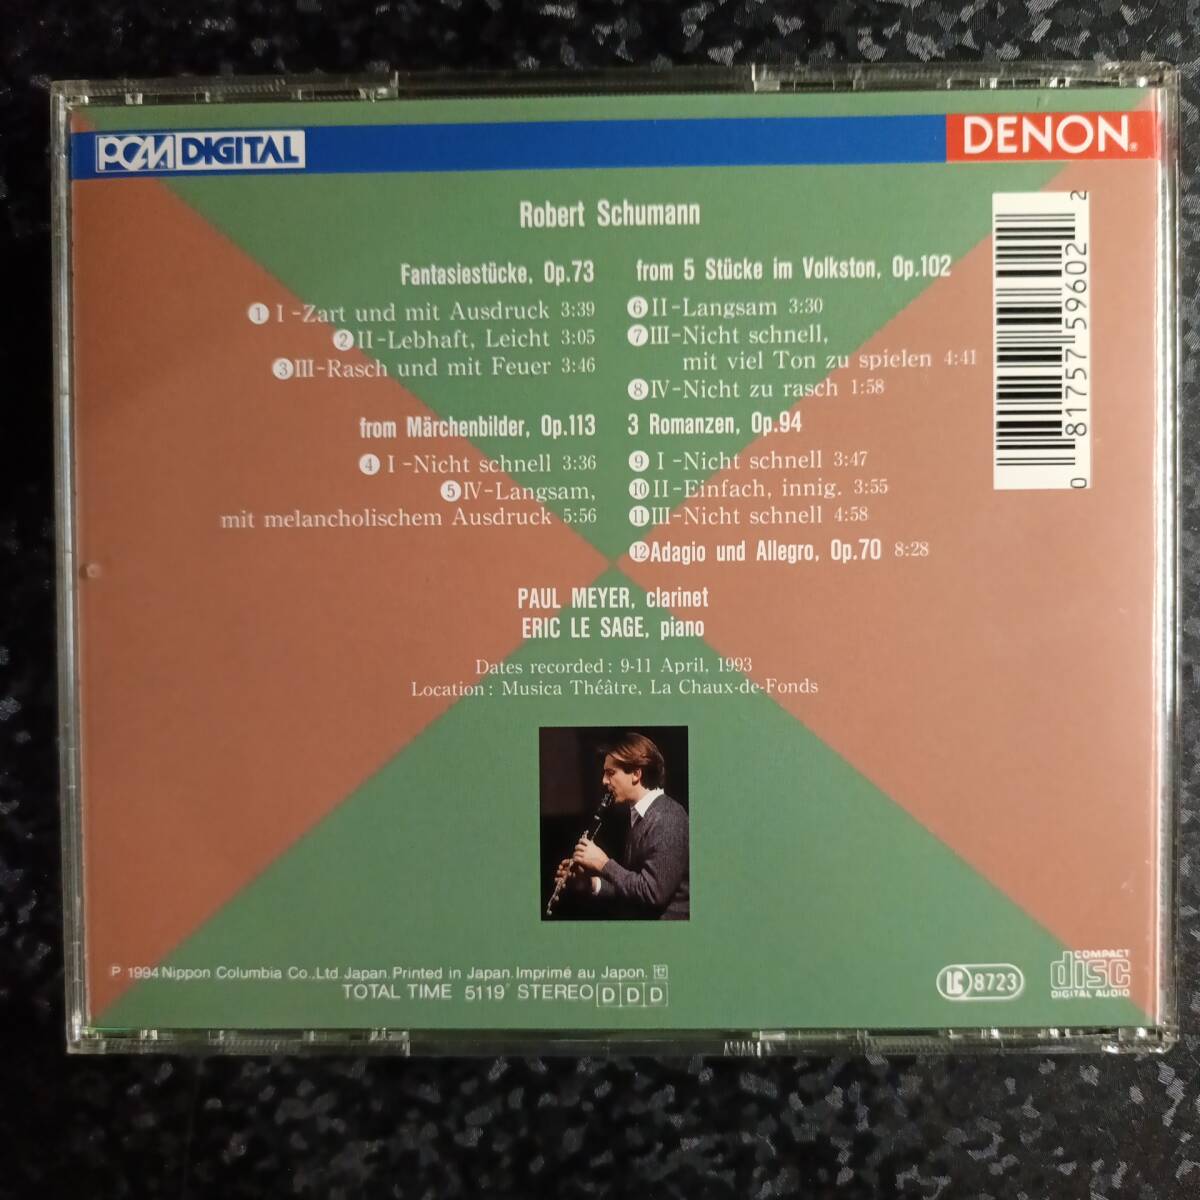 PCM DIGITAL
DENON
Robert Schumann
Fantasiestücke, Op.73
① I-Zart und mit Ausdruck 3:39
② II-Lebhaft, Leicht 3:05
③ III-Rasch und mit Feuer 3:46
from Märchenbilder, Op.113
④ I-Nicht schnell 3:36
⑤ IV-Langsam,
mit melancholischem Ausdruck 5:56
from 5 Stücke im Volkston, Op.102
⑥ II-Langsam 3:30
⑦ III-Nicht schnell,
mit viel Ton zu spielen 4:41
⑧ IV-Nicht zu rasch 1:58
3 Romanzen, Op.94
⑨ I-Nicht schnell 3:47
⑩ II-Einfach, innig. 3:55
⑪ III-Nicht schnell 4:58
⑫ Adagio und Allegro, Op.70 8:28
0 81757 59602 2
PAUL MEYER, clarinet
ERIC LE SAGE, piano
Dates recorded: 9-11 April, 1993
Location: Musica Théâtre, La Chaux-de-Fonds
℗ 1994 Nippon Columbia Co., Ltd Japan. Printed in Japan. Imprimé au Japon.
TOTAL TIME 51'19" STEREO DDD
LC 8723
COMPACT
disc
DIGITAL AUDIO